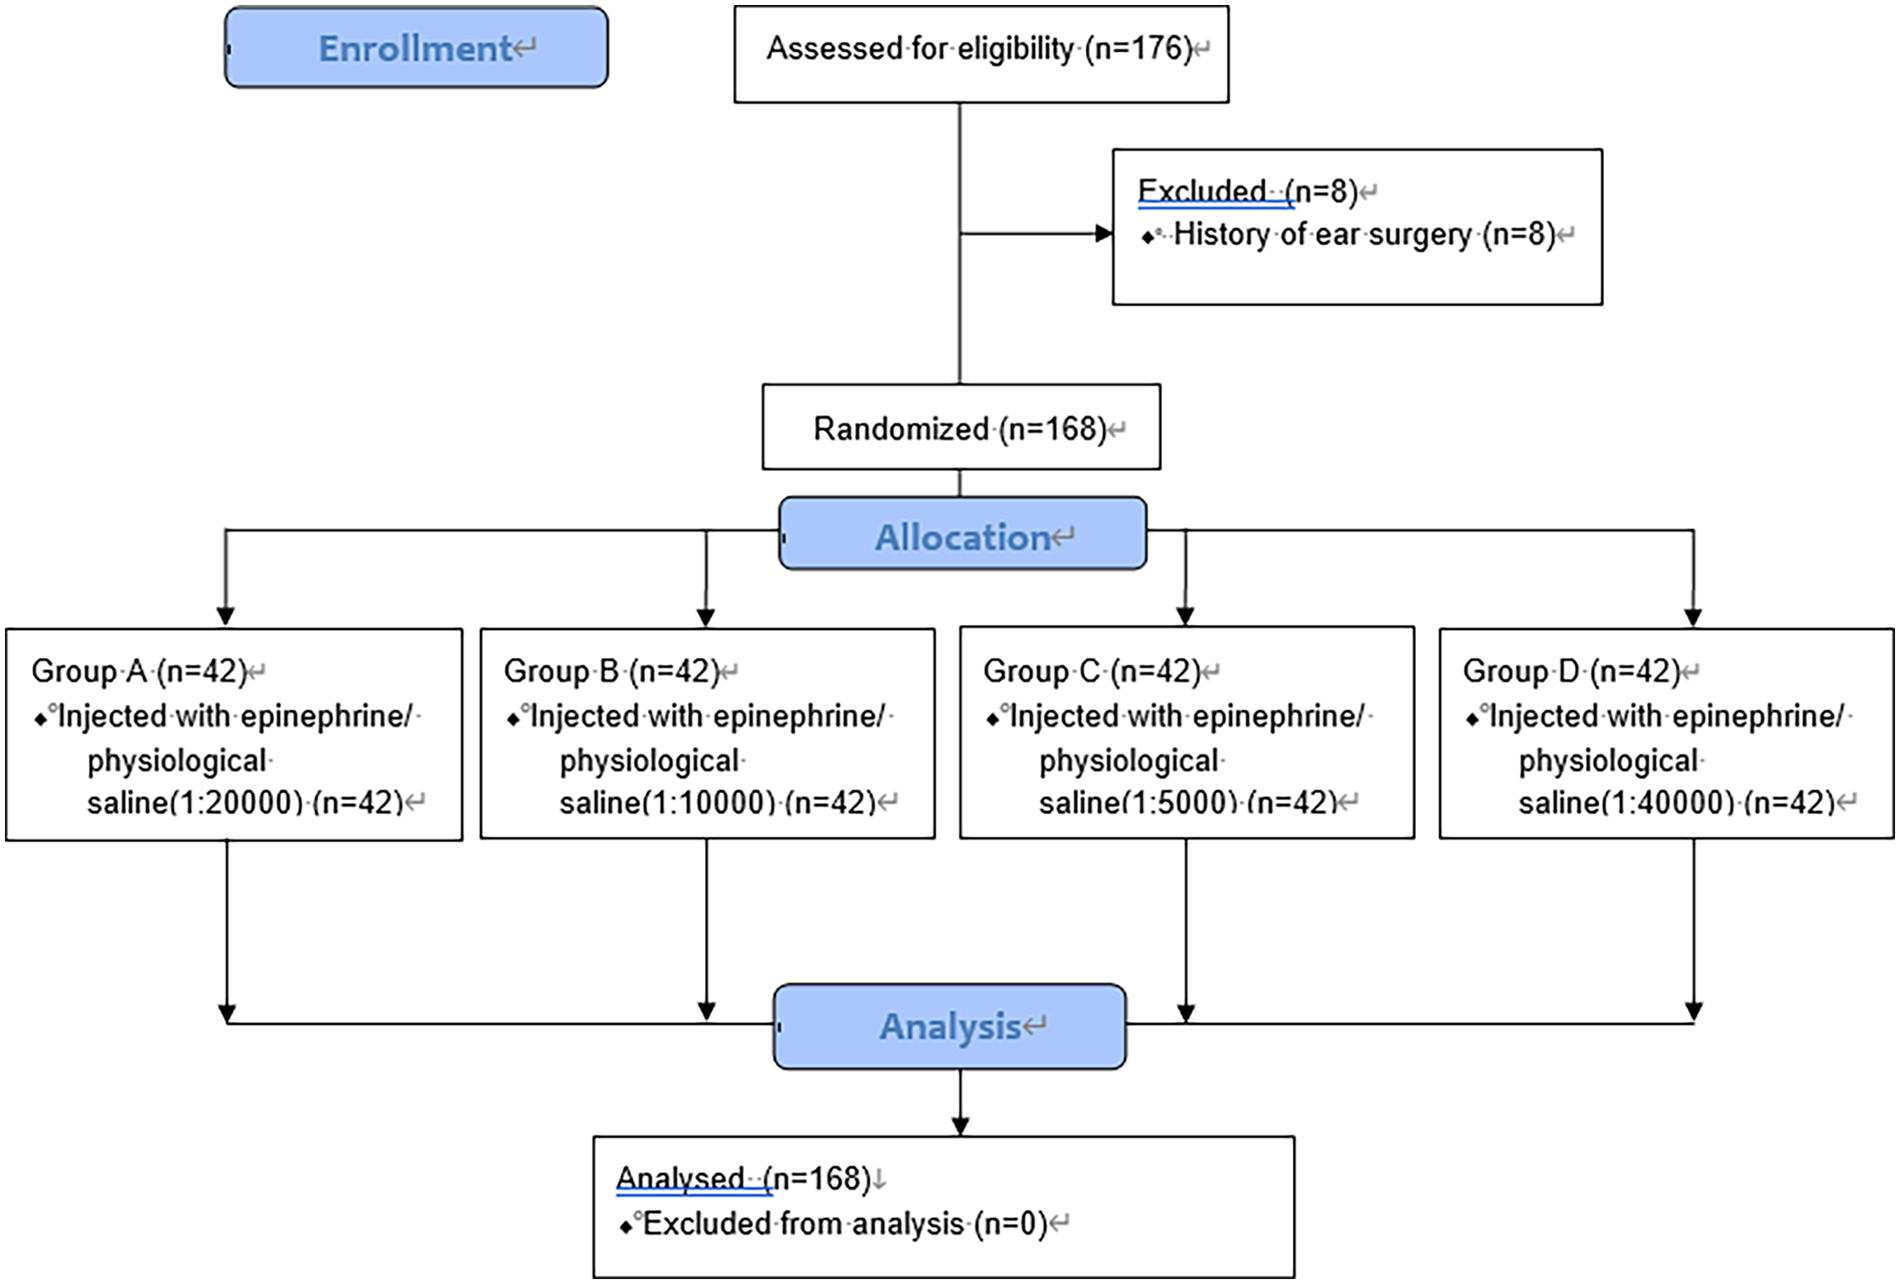 Enrollment
Assessed for eligibility (n=176)
Excluded (n=8)
History of ear surgery (n=8)
Randomized (n=168)
Allocation
Group A (n=42)
Injected with epinephrine/
physiological
saline(1:20000) (n=42)
Group B (n=42)
Injected with epinephrine/
physiological
saline(1:10000) (n=42)
Group C (n=42)
Injected with epinephrine/
physiological
saline(1:5000) (n=42)
Group D (n=42)
Injected with epinephrine/
physiological
saline(1:40000) (n=42)
Analysis
Analysed (n=168)
Excluded from analysis (n=0)